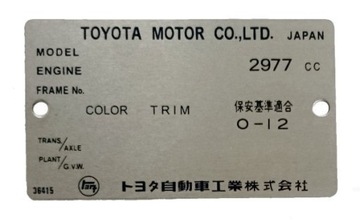 TOYOTA MOTOR CO.,LTD. JAPAN
MODEL
ENGINE 2977 CC
FRAME No.
COLOR TRIM 保安基準適合
O-12
TRANS/AXLE
PLANT/G.V.W.
36415 トヨタ自動車工業株式会社